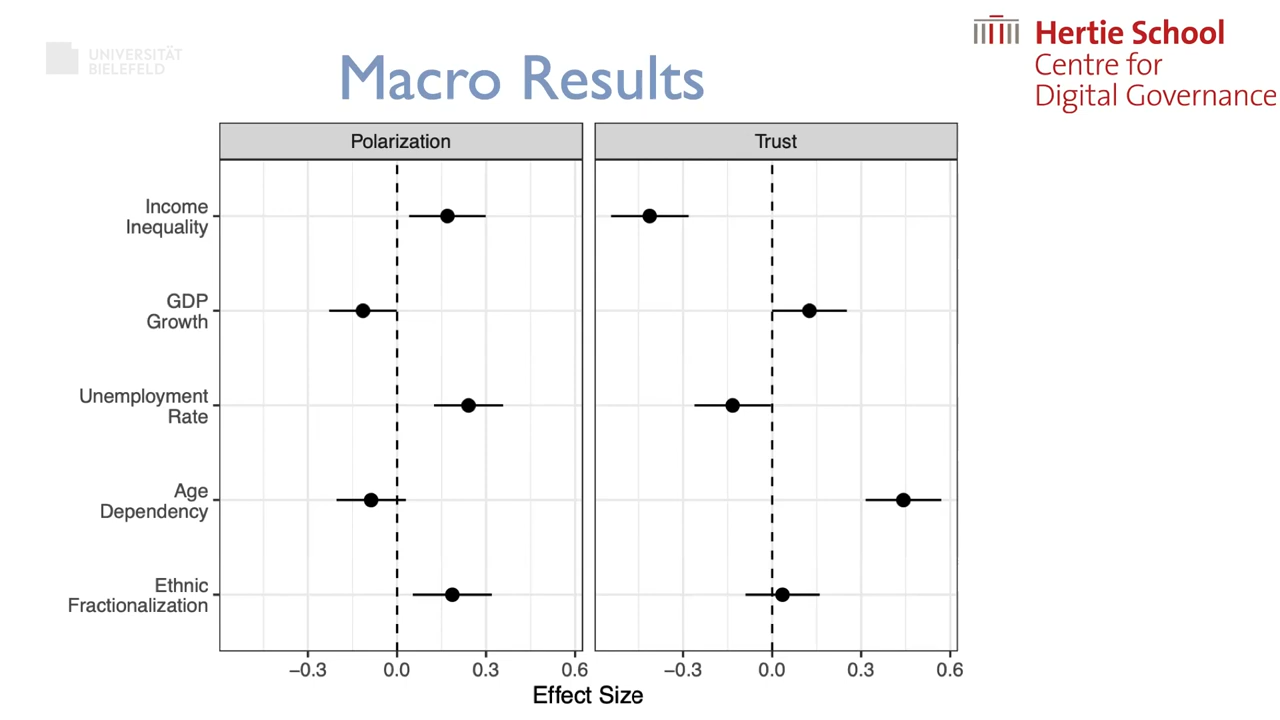 UNIVERSITÄT
BIELEFELD
Macro Results
Hertie School
Centre for
Digital Governance
Polarization
Trust
Income
Inequality
GDP
Growth
Unemployment
Rate
Age
Dependency
Ethnic
Fractionalization
−0.3 0.0 0.3 0.6
−0.3 0.0 0.3 0.6
Effect Size